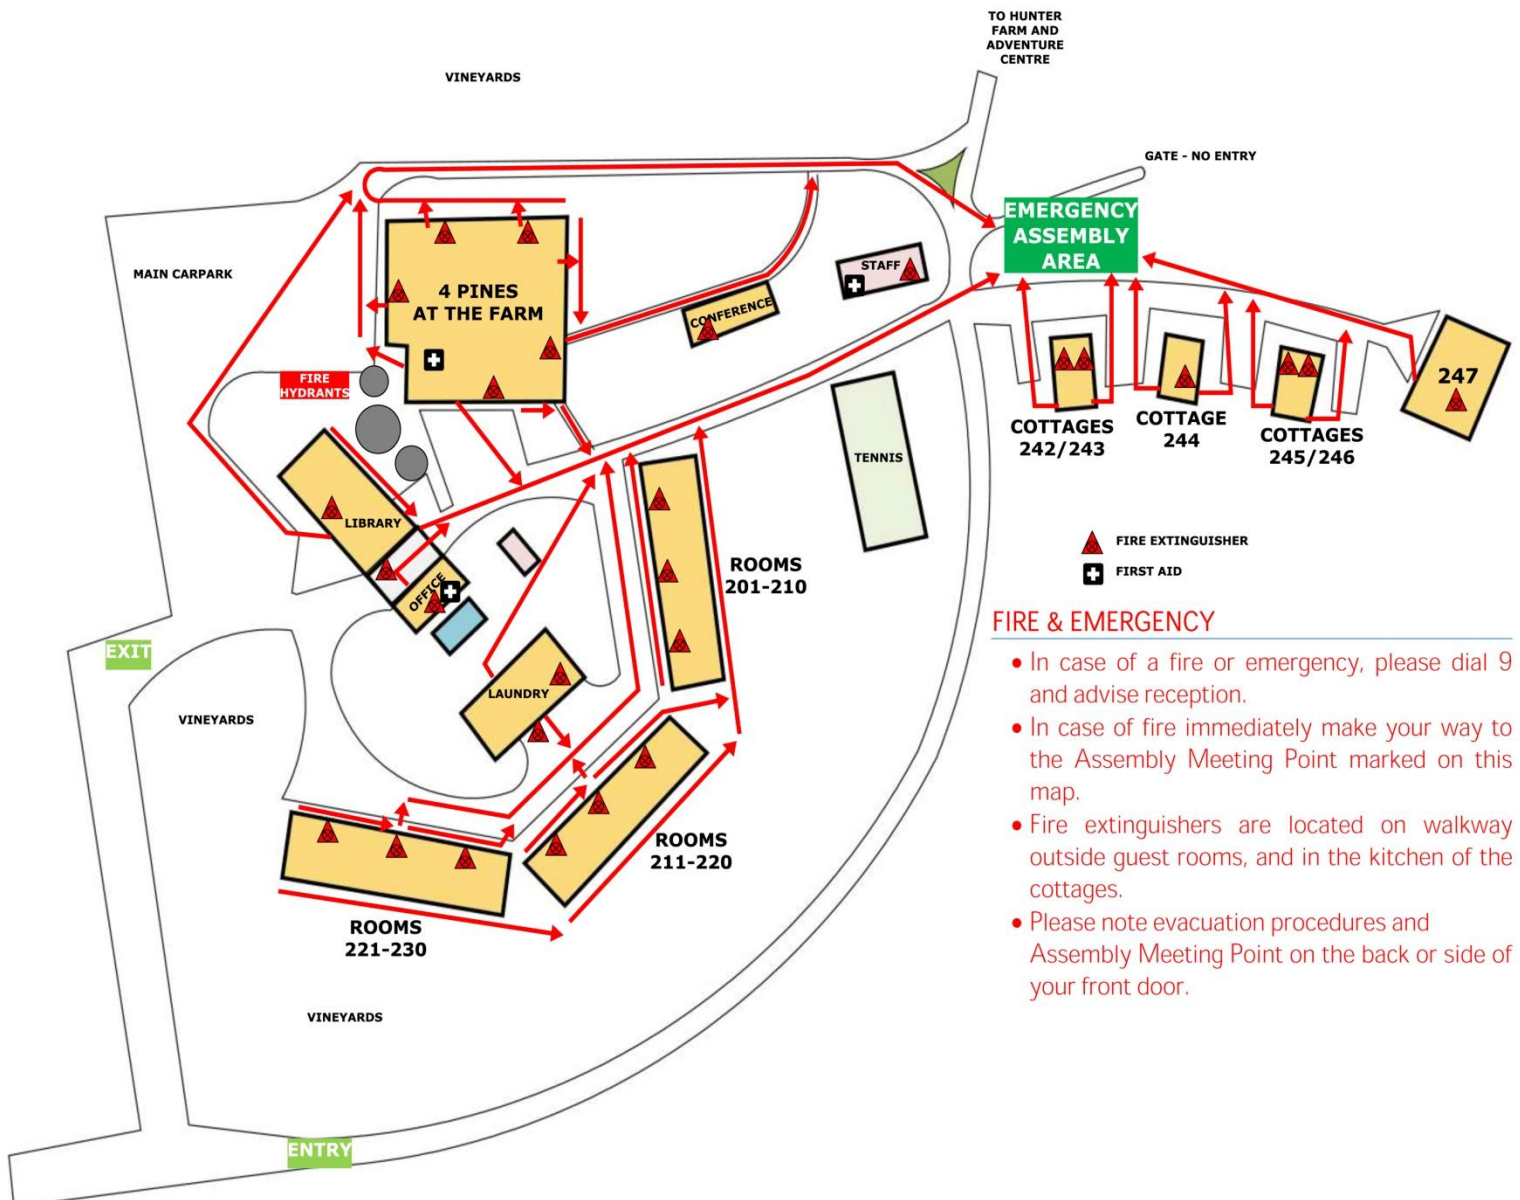 TO HUNTER
FARM AND
ADVENTURE
CENTRE
VINEYARDS
GATE - NO ENTRY
EMERGENCY
ASSEMBLY
AREA
MAIN CARPARK
STAFF
4 PINES
AT THE FARM
CONFERENCE
FIRE
HYDRANTS
247
COTTAGES
242/243
COTTAGE
244
COTTAGES
245/246
TENNIS
LIBRARY
OFFICE
ROOMS
201-210
FIRE EXTINGUISHER
FIRST AID
EXIT
LAUNDRY
VINEYARDS
ROOMS
211-220
ROOMS
221-230
VINEYARDS
ENTRY
FIRE & EMERGENCY
• In case of a fire or emergency, please dial 9
and advise reception.
• In case of fire immediately make your way to
the Assembly Meeting Point marked on this
map.
• Fire extinguishers are located on walkway
outside guest rooms, and in the kitchen of the
cottages.
• Please note evacuation procedures and
Assembly Meeting Point on the back or side of
your front door.